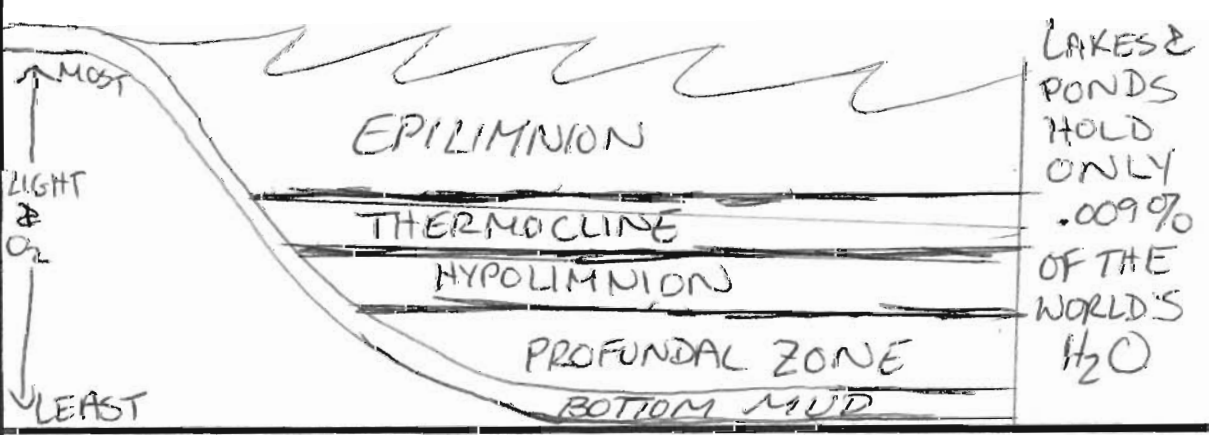 MOST
LIGHT
&
O2
LEAST
EPILIMNION
THERMOCLINE
HYPOLIMNION
PROFUNDAL ZONE
BOTTOM MUD
LAKES &
PONDS
HOLD
ONLY
.009%
OF THE
WORLD'S
H2O